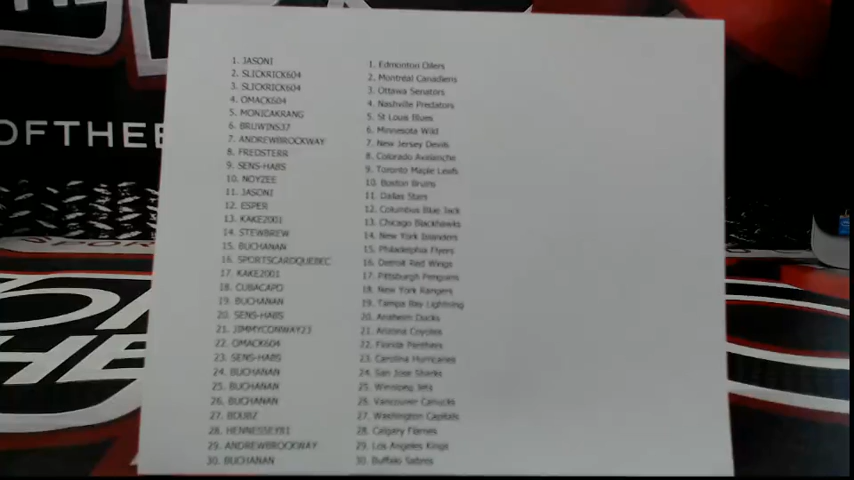 OF THE
1. JASONI 1. Edmonton Oilers
2. SLICKRICK604 2. Montréal Canadiens
3. SLICKRICK604 3. Ottawa Senators
4. OMACK604 4. Nashville Predators
5. MONICAKRANG 5. St Louis Blues
6. BRUWINS37 6. Minnesota Wild
7. ANDREWBROCKWAY 7. New Jersey Devils
8. FREDSTERR 8. Colorado Avalanche
9. SENS-HABS 9. Toronto Maple Leafs
10. NOYZEE 10. Boston Bruins
11. JASONI 11. Dallas Stars
12. ESPER 12. Columbus Blue Jack
13. KAKE2001 13. Chicago Blackhawks
14. STEWBREW 14. New York Islanders
15. BUCHANAN 15. Philadelphia Flyers
16. SPORTSCARDQUEBEC 16. Detroit Red Wings
17. KAKE2001 17. Pittsburgh Penguins
18. CUBACAPO 18. New York Rangers
19. BUCHANAN 19. Tampa Bay Lightning
20. SENS-HABS 20. Anaheim Ducks
21. JIMMYCONWAY23 21. Arizona Coyotes
22. OMACK604 22. Florida Panthers
23. SENS-HABS 23. Carolina Hurricanes
24. BUCHANAN 24. San Jose Sharks
25. BUCHANAN 25. Winnipeg Jets
26. BUCHANAN 26. Vancouver Canucks
27. BOUBZ 27. Washington Capitals
28. HENNESSEY81 28. Calgary Flames
29. ANDREWBROCKWAY 29. Los Angeles Kings
30. BUCHANAN 30. Buffalo Sabres